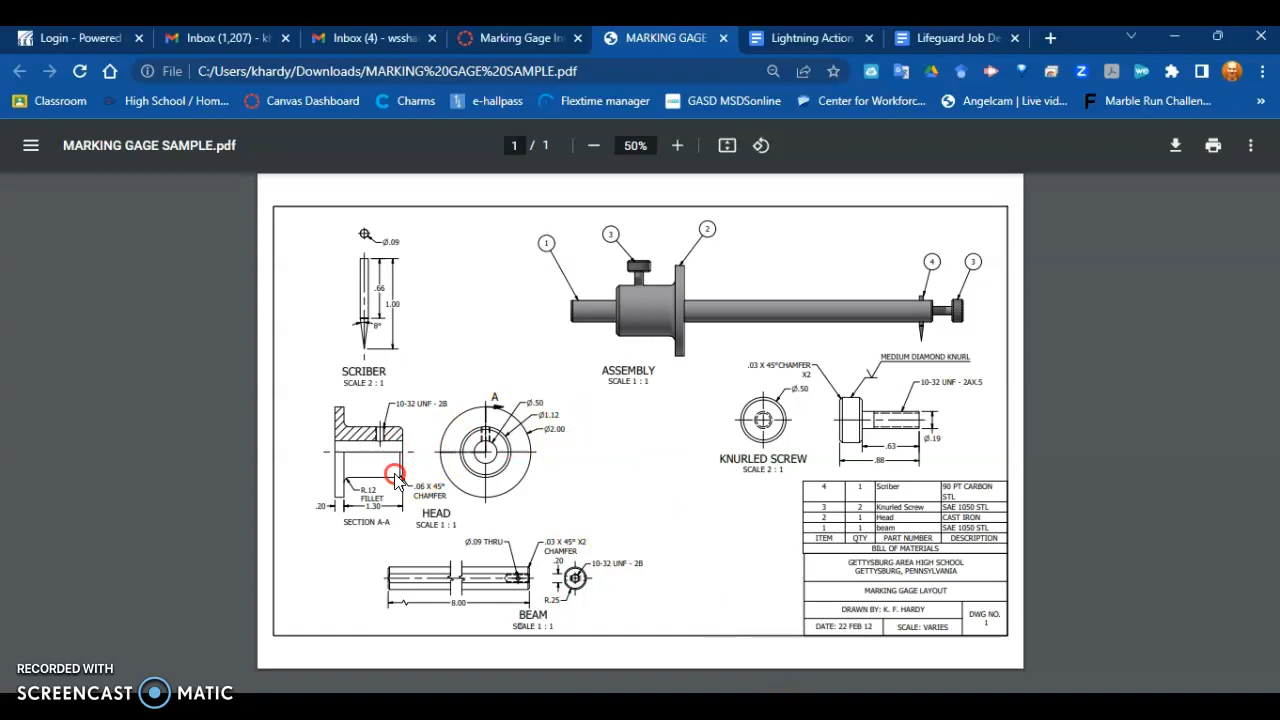 Login - Powered
Inbox (1,207) - kh
Inbox (4) - wssha
Marking Gage In
MARKING GAGE
Lightning Action
Lifeguard Job De
File
C:/Users/khardy/Downloads/MARKING%20GAGE%20SAMPLE.pdf
Classroom
High School / Hom...
Canvas Dashboard
Charms
e-hallpass
Flextime manager
GASD MSDSonline
Center for Workforc...
Angelcam | Live vid...
Marble Run Challen...
»
MARKING GAGE SAMPLE.pdf
1 / 1
50%
Ø.09
.66
1.00
8°
SCRIBER
SCALE 2 : 1
1
3
2
4
3
ASSEMBLY
SCALE 1 : 1
10-32 UNF - 2B
R.12
FILLET
.06 X 45°
CHAMFER
.20
1.30
SECTION A-A
A
Ø.50
Ø1.12
Ø2.00
HEAD
SCALE 1 : 1
.03 X 45°CHAMFER
X2
MEDIUM DIAMOND KNURL
10-32 UNF - 2AX.5
Ø.50
.63
.88
Ø.19
KNURLED SCREW
SCALE 2 : 1
Ø.09 THRU
.03 X 45° X2
CHAMFER
.20
10-32 UNF - 2B
R.25
8.00
BEAM
SCALE 1 : 1
4 1 Scriber 90 PT CARBON STL
3 2 Knurled Screw SAE 1050 STL
2 1 Head CAST IRON
1 1 beam SAE 1050 STL
ITEM QTY PART NUMBER DESCRIPTION
BILL OF MATERIALS
GETTYSBURG AREA HIGH SCHOOL
GETTYSBURG, PENNSYLVANIA
MARKING GAGE LAYOUT
DRAWN BY: K. F. HARDY
DWG NO.
1
DATE: 22 FEB 12
SCALE: VARIES
RECORDED WITH
SCREENCAST MATIC